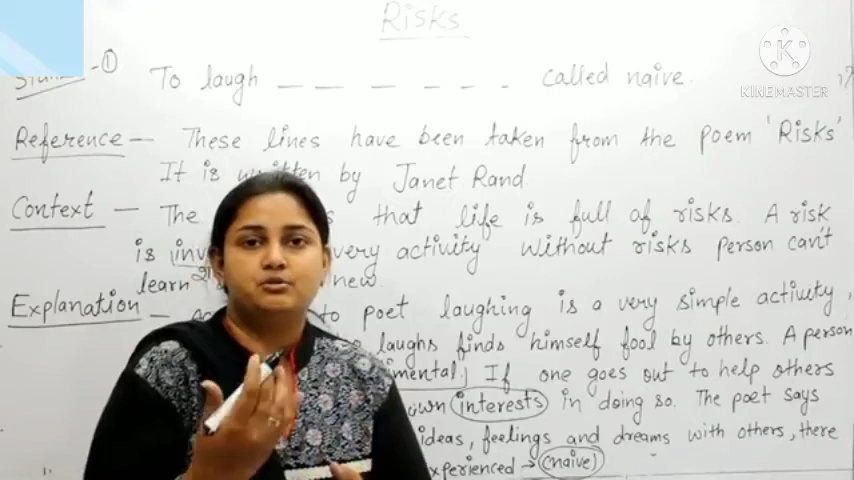 Risks
① To laugh _ _ _ _ _ _ _ called naive.
KINEMASTER
Reference - These lines have been taken from the poem 'Risks'
It is written by Janet Rand.
Context - The that life is full of risks. A risk
is very activity without risks person can't
learn new.
Explanation - to poet laughing is a very simple activity,
laughs finds himself fool by others. A person
If one goes out to help others
own interests in doing so. The poet says
ideas, feelings and dreams with others, there
(naive)